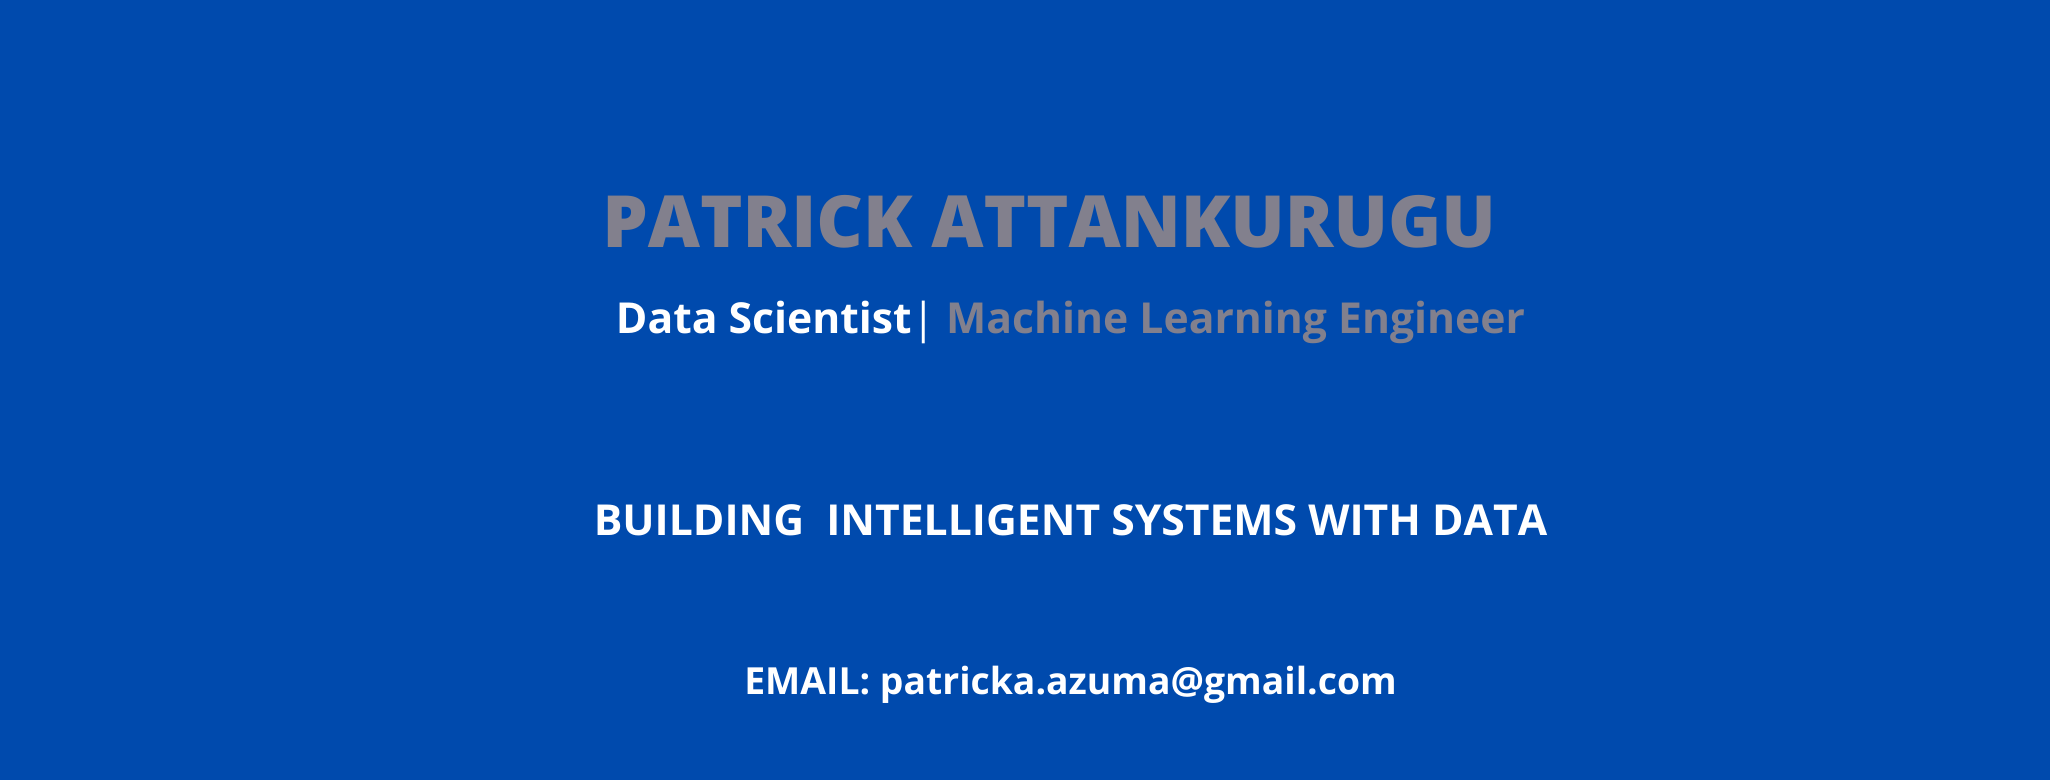 PATRICK ATTANKURUGU
Data Scientist| Machine Learning Engineer
BUILDING  INTELLIGENT SYSTEMS WITH DATA
EMAIL: patricka.azuma@gmail.com